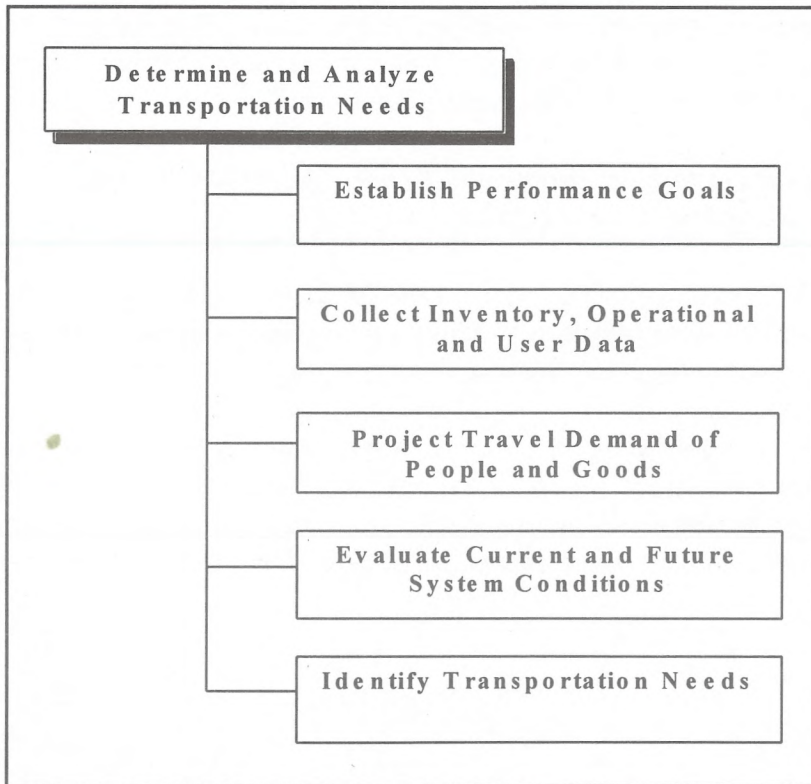 Determine and Analyze
Transportation Needs
Establish Performance Goals
Collect Inventory, Operational
and User Data
Project Travel Demand of
People and Goods
Evaluate Current and Future
System Conditions
Identify Transportation Needs